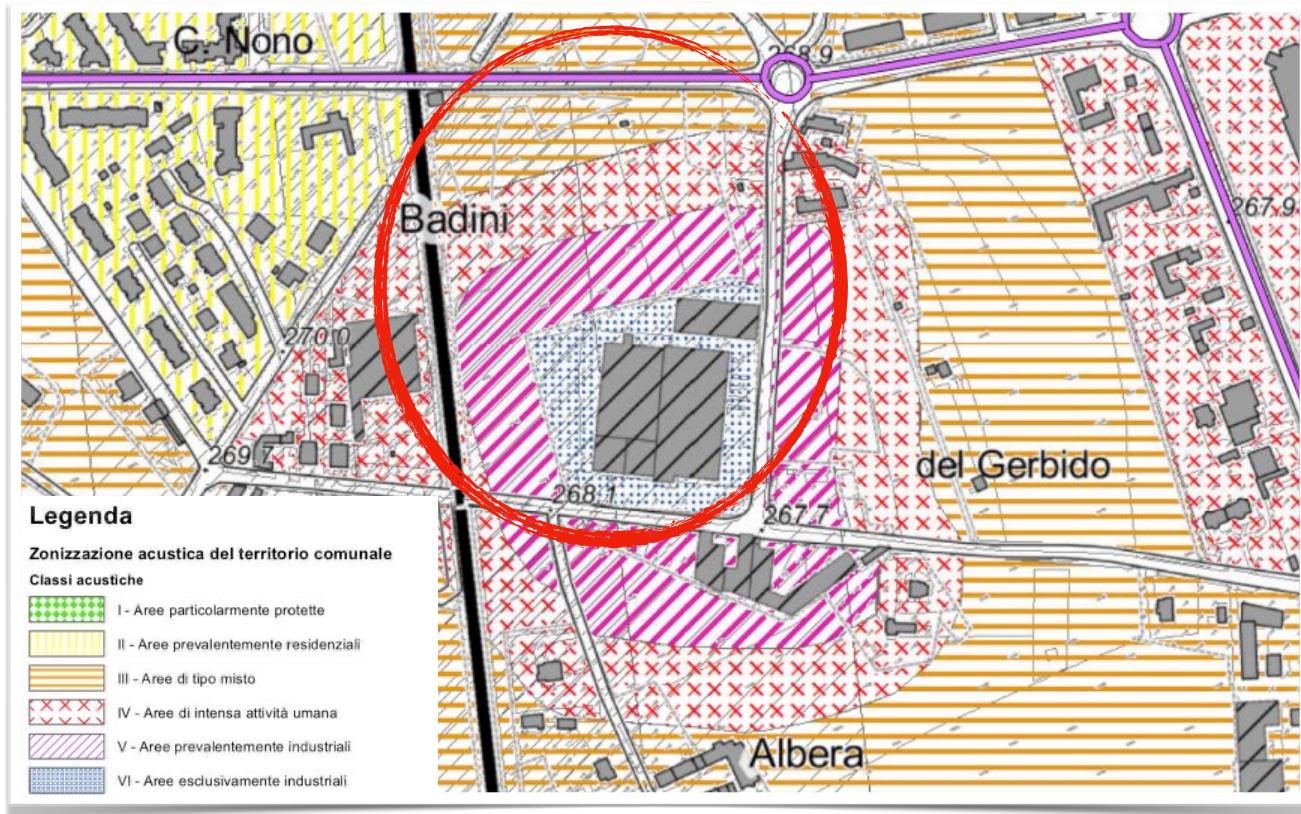 C. Nono
268.9
Badini
267.9
270.0
269.7
del Gerbido
268.1
267.7
Legenda
Zonizzazione acustica del territorio comunale
Classi acustiche
I - Aree particolarmente protette
II - Aree prevalentemente residenziali
III - Aree di tipo misto
IV - Aree di intensa attività umana
V - Aree prevalentemente industriali
VI - Aree esclusivamente industriali
Albera